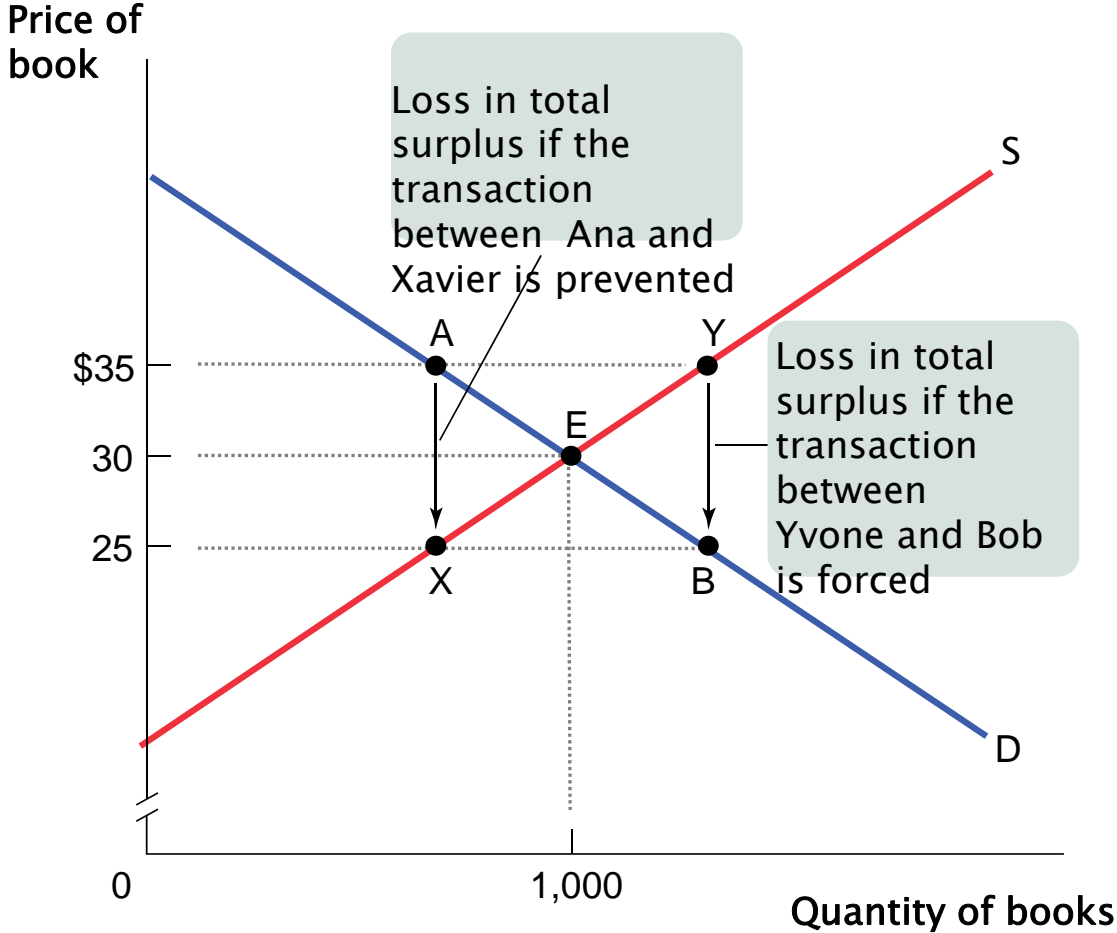 Price of
book
Loss in total
surplus if the
transaction
between  Ana and
Xavier is prevented
S
A
Y
$35
Loss in total
surplus if the
transaction
between
Yvone and Bob
is forced
E
30
25
X
B
D
0
1,000
Quantity of books